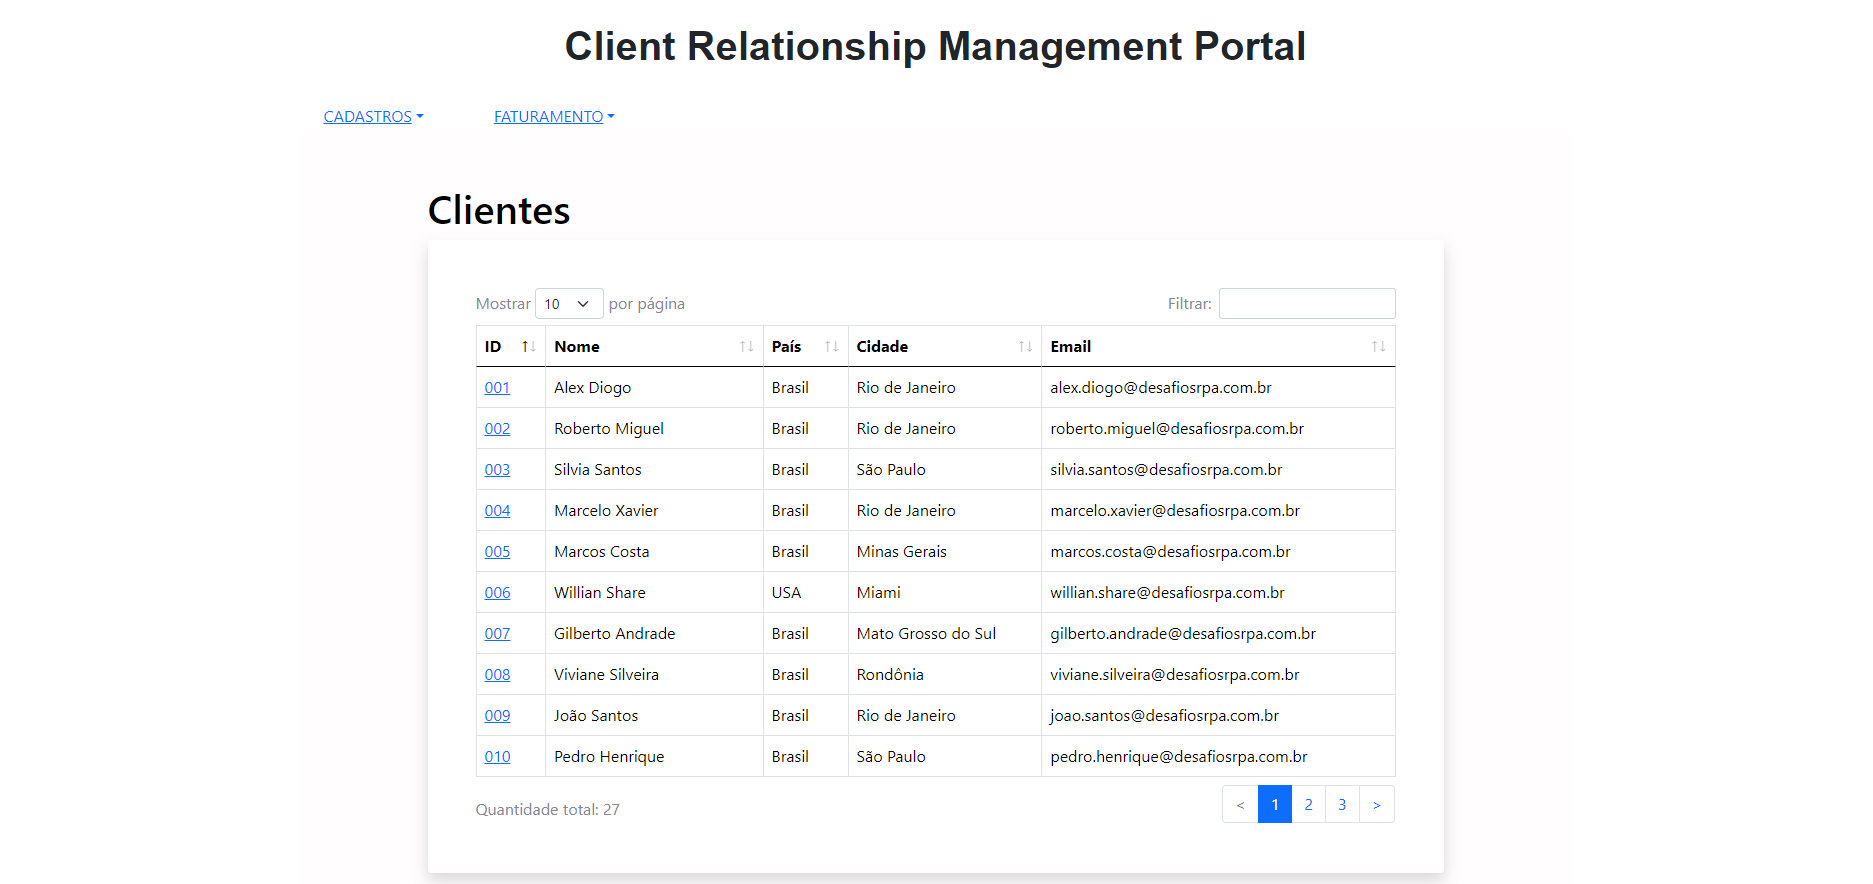 Client Relationship Management Portal
CADASTROS FATURAMENTO
Clientes
Mostrar 10 por página Filtrar:
ID Nome País Cidade Email
001 Alex Diogo Brasil Rio de Janeiro alex.diogo@desafiosrpa.com.br
002 Roberto Miguel Brasil Rio de Janeiro roberto.miguel@desafiosrpa.com.br
003 Silvia Santos Brasil São Paulo silvia.santos@desafiosrpa.com.br
004 Marcelo Xavier Brasil Rio de Janeiro marcelo.xavier@desafiosrpa.com.br
005 Marcos Costa Brasil Minas Gerais marcos.costa@desafiosrpa.com.br
006 Willian Share USA Miami willian.share@desafiosrpa.com.br
007 Gilberto Andrade Brasil Mato Grosso do Sul gilberto.andrade@desafiosrpa.com.br
008 Viviane Silveira Brasil Rondônia viviane.silveira@desafiosrpa.com.br
009 João Santos Brasil Rio de Janeiro joao.santos@desafiosrpa.com.br
010 Pedro Henrique Brasil São Paulo pedro.henrique@desafiosrpa.com.br
Quantidade total: 27 < 1 2 3 >